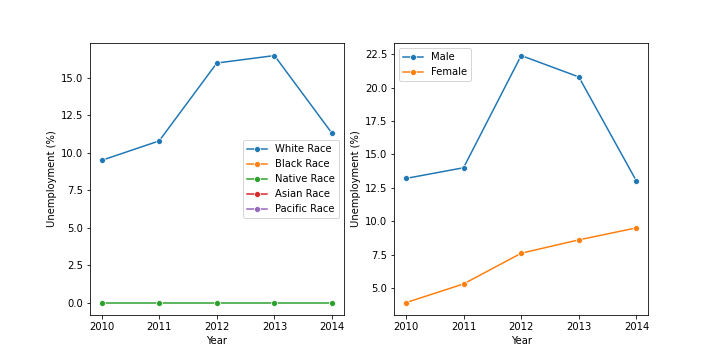 Unemployment (%)
15.0
12.5
10.0
7.5
5.0
2.5
0.0
White Race
Black Race
Native Race
Asian Race
Pacific Race
2010 2011 2012 2013 2014
Year
Unemployment (%)
22.5
20.0
17.5
15.0
12.5
10.0
7.5
5.0
Male
Female
2010 2011 2012 2013 2014
Year